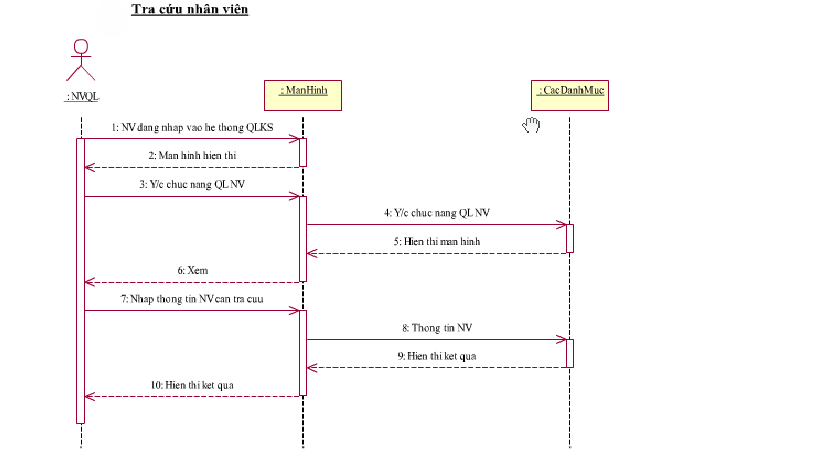 Tra cứu nhân viên
: NVQL
: ManHinh
: CacDanhMuc
1: NV dang nhap vao he thong QLKS
2: Man hinh hien thi
3: Y/c chuc nang QL NV
4: Y/c chuc nang QL NV
5: Hien thi man hinh
6: Xem
7: Nhap thong tin NV can tra cuu
8: Thong tin NV
9: Hien thi ket qua
10: Hien thi ket qua